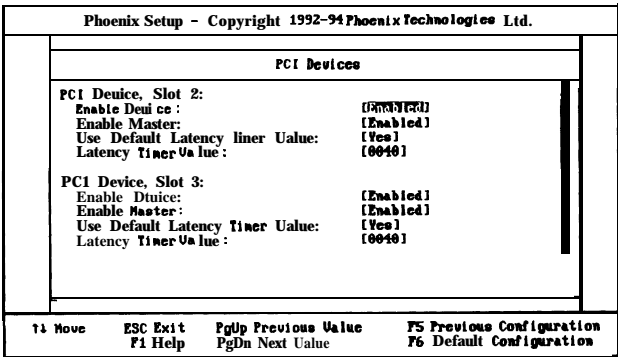 Phoenix Setup - Copyright 1992-94 Phoenix Technologies Ltd.
PCI Devices
PCI Deuice, Slot 2:
Enable Deui ce : [Enabled]
Enable Master: [Enabled]
Use Default Latency liner Ualue: [Yes]
Latency Timer Va lue : [0040]
PC1 Device, Slot 3:
Enable Dtuice: [Enabled]
Enable Master: [Enabled]
Use Default Latency Timer Ualue: [Yes]
Latency Timer Va lue : [0040]
↑↓ Move ESC Exit PgUp Previous Value F5 Previous Configuration
F1 Help PgDn Next Value F6 Default Configuration